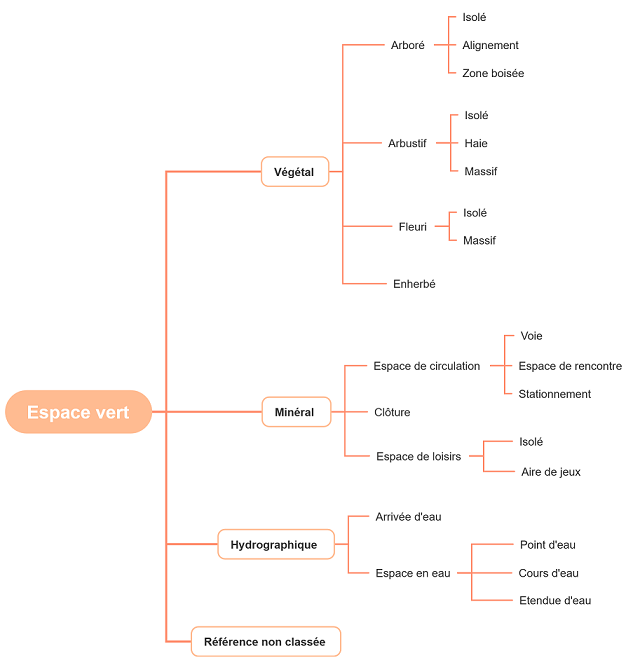 Espace vert
Végétal
Arboré
Isolé
Alignement
Zone boisée
Arbustif
Isolé
Haie
Massif
Fleuri
Isolé
Massif
Enherbé
Minéral
Espace de circulation
Voie
Espace de rencontre
Stationnement
Clôture
Espace de loisirs
Isolé
Aire de jeux
Hydrographique
Arrivée d'eau
Espace en eau
Point d'eau
Cours d'eau
Etendue d'eau
Référence non classée